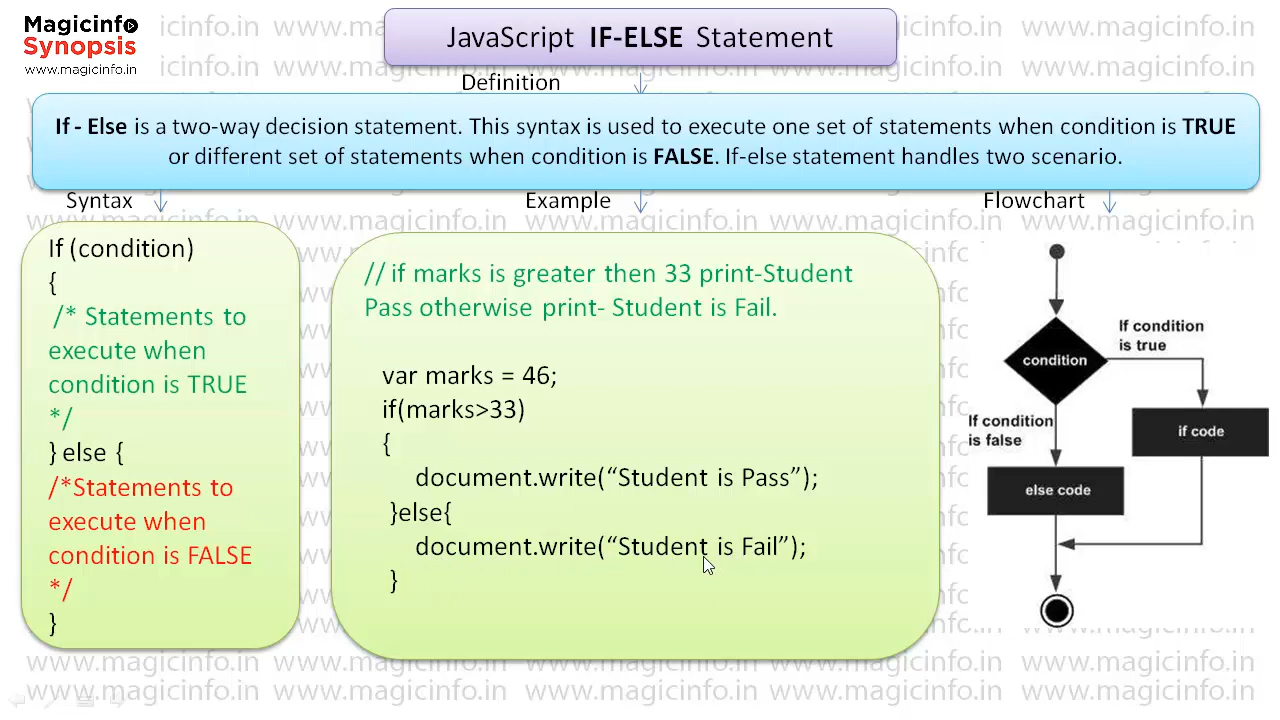 Magicinfo
Synopsis
www.magicinfo.in
JavaScript IF-ELSE Statement
Definition
If - Else is a two-way decision statement. This syntax is used to execute one set of statements when condition is TRUE
or different set of statements when condition is FALSE. If-else statement handles two scenario.
Syntax
If (condition)
{
/* Statements to
execute when
condition is TRUE
*/
} else {
/*Statements to
execute when
condition is FALSE
*/
}
Example
// if marks is greater then 33 print-Student
Pass otherwise print- Student is Fail.
var marks = 46;
if(marks>33)
{
document.write(“Student is Pass”);
}else{
document.write(“Student is Fail”);
}
Flowchart
If condition
is true
condition
If condition
is false
if code
else code
www.magicinfo.in